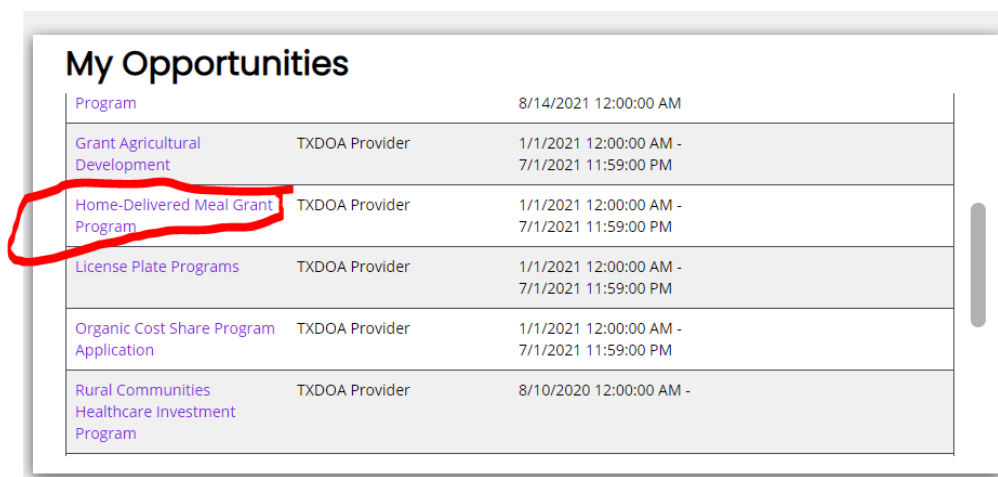 My Opportunities
Program 8/14/2021 12:00:00 AM
Grant Agricultural TXDOA Provider 1/1/2021 12:00:00 AM -
Development 7/1/2021 11:59:00 PM
Home-Delivered Meal Grant TXDOA Provider 1/1/2021 12:00:00 AM -
Program 7/1/2021 11:59:00 PM
License Plate Programs TXDOA Provider 1/1/2021 12:00:00 AM -
7/1/2021 11:59:00 PM
Organic Cost Share Program TXDOA Provider 1/1/2021 12:00:00 AM -
Application 7/1/2021 11:59:00 PM
Rural Communities TXDOA Provider 8/10/2020 12:00:00 AM -
Healthcare Investment
Program